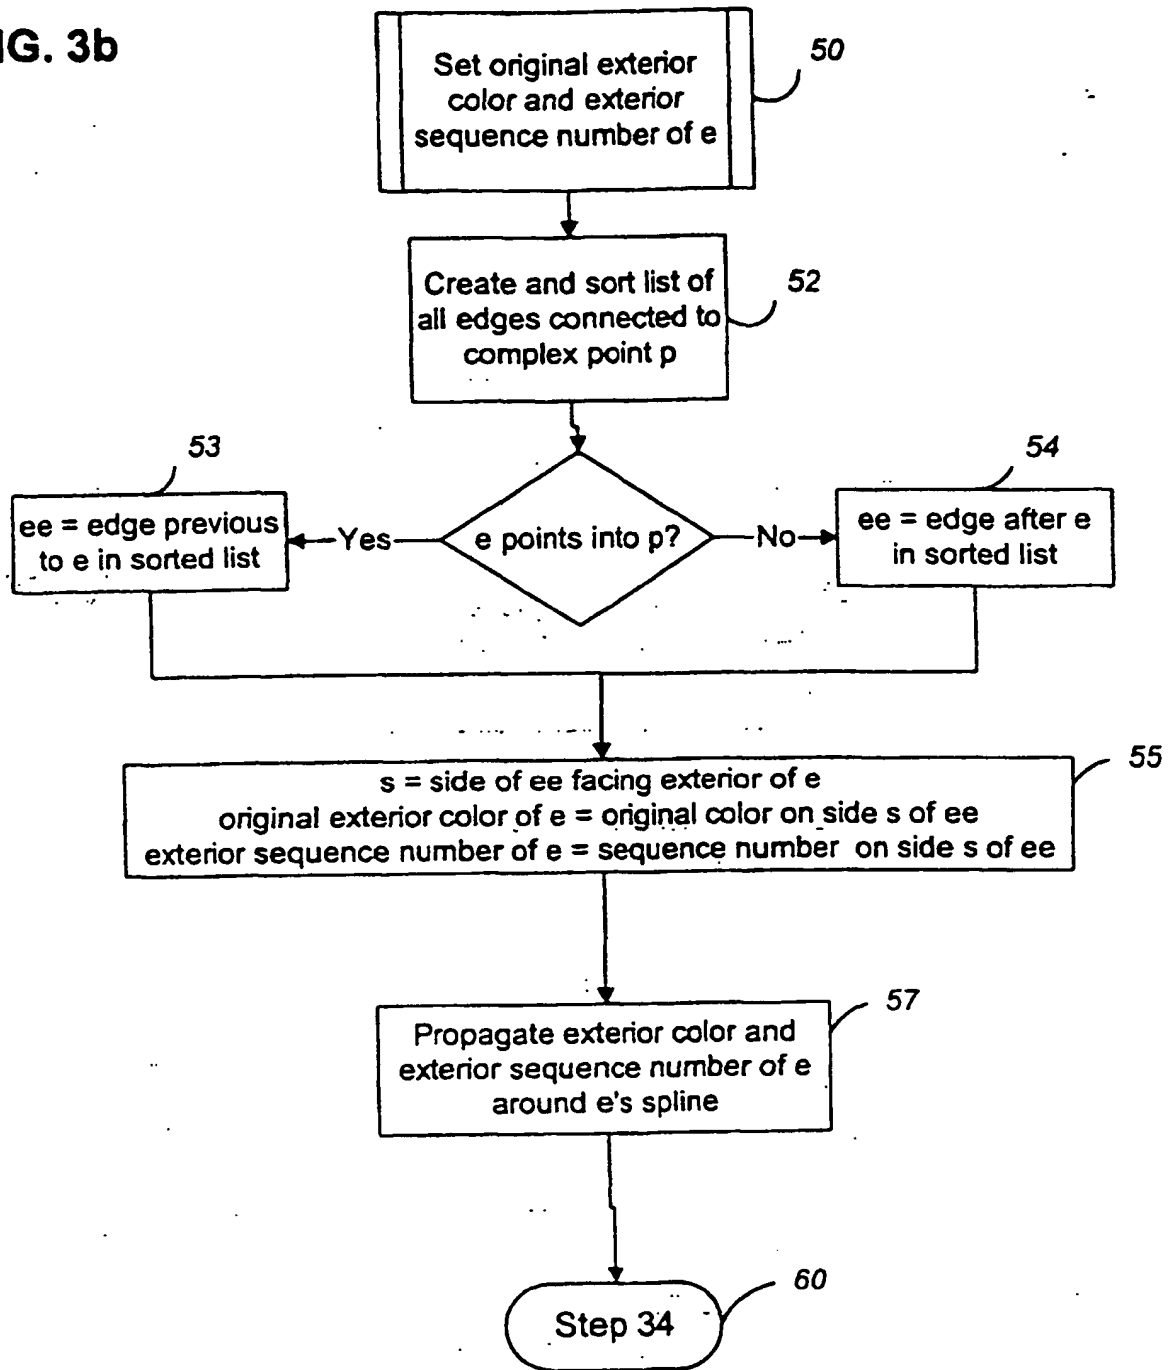 IG. 3b
50
Set original exterior
color and exterior
sequence number of e
52
Create and sort list of
all edges connected to
complex point p
53
54
ee = edge previous
to e in sorted list
Yes
e points into p?
No
ee = edge after e
in sorted list
55
s = side of ee facing exterior of e
original exterior color of e = original color on side s of ee
exterior sequence number of e = sequence number on side s of ee
57
Propagate exterior color and
exterior sequence number of e
around e's spline
60
Step 34